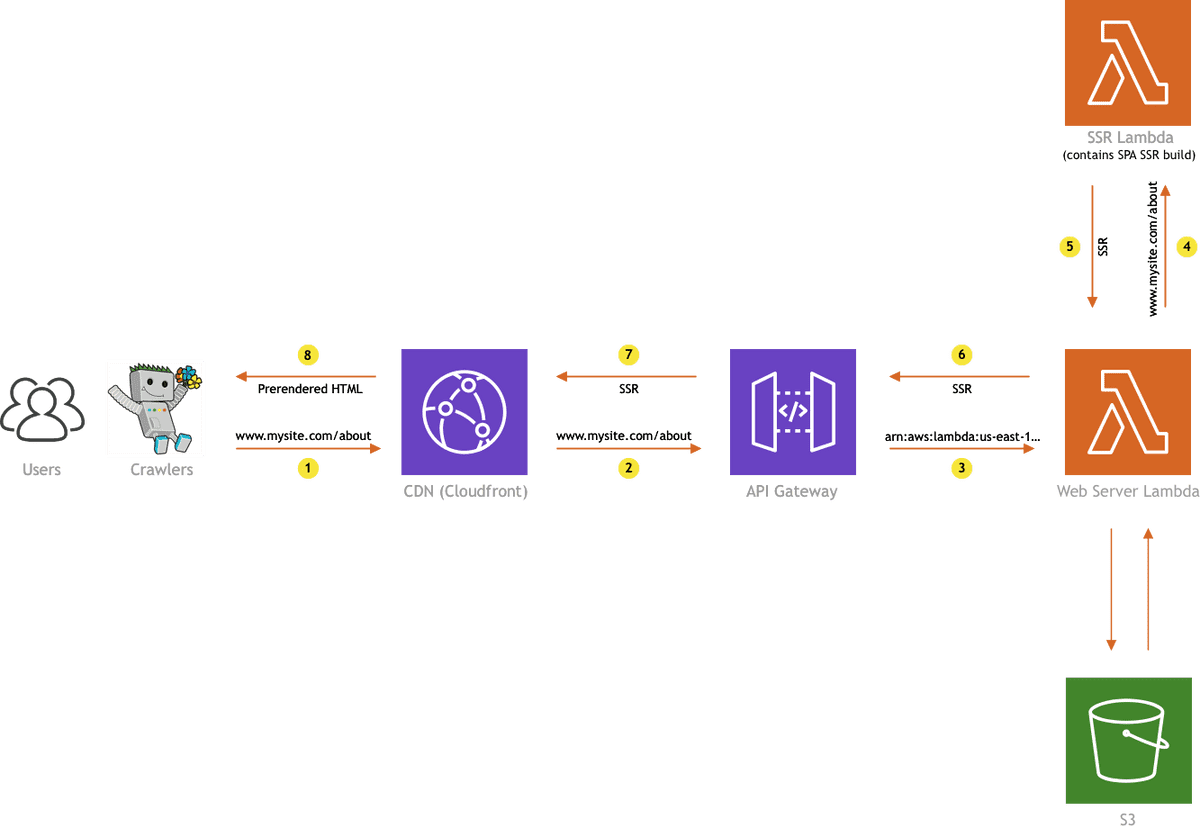 SSR Lambda
(contains SPA SSR build)
5
SSR
www.mysite.com/about
4
8
7
6
Prerendered HTML
SSR
SSR
</>
www.mysite.com/about
www.mysite.com/about
arn:aws:lambda:us-east-1...
1
2
3
Users
Crawlers
CDN (Cloudfront)
API Gateway
Web Server Lambda
S3